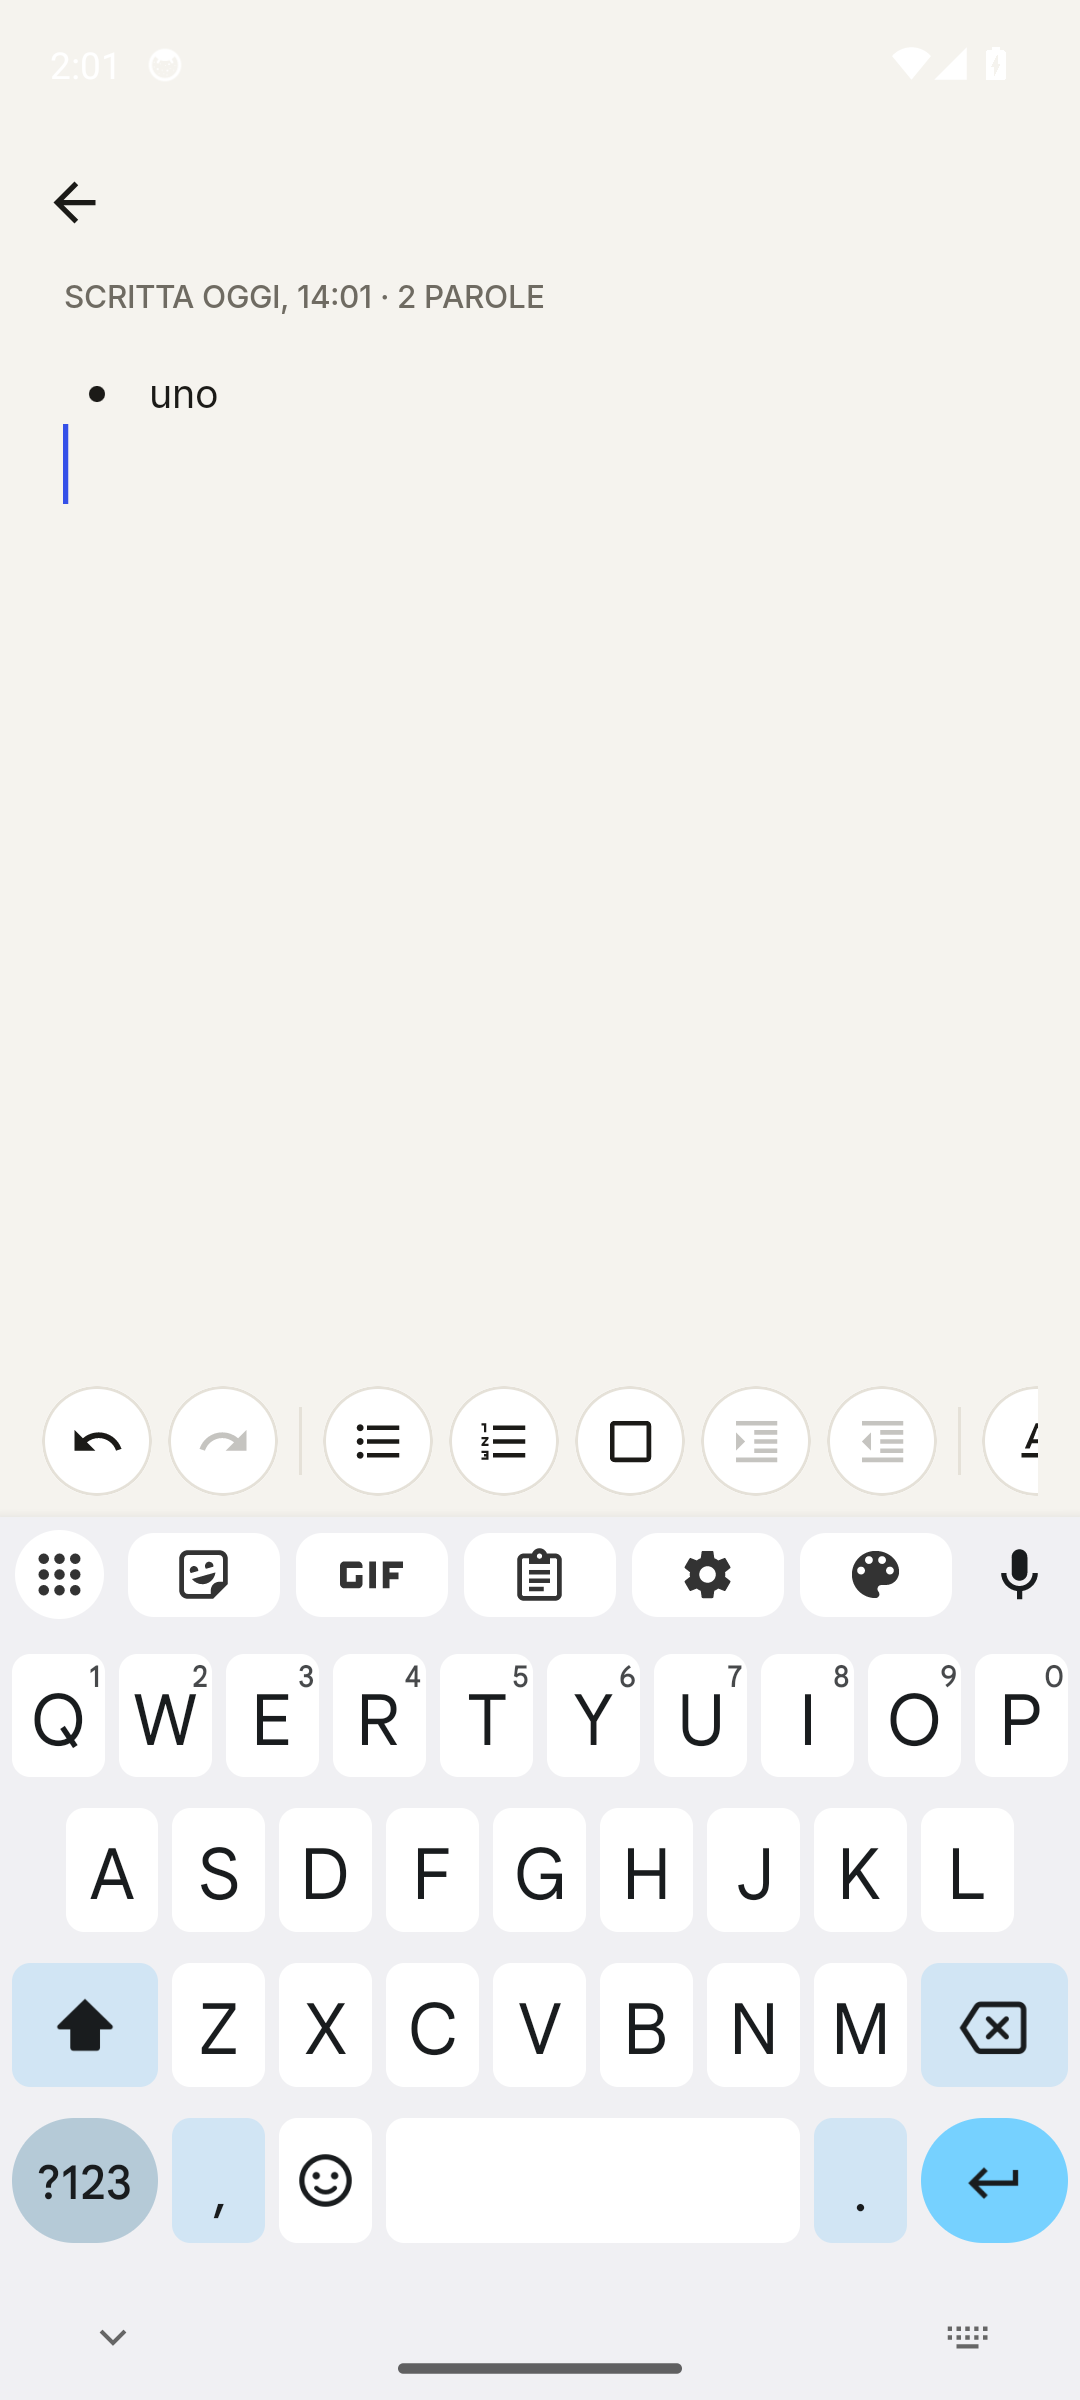 2:01
SCRITTA OGGI, 14:01 · 2 PAROLE
• uno
GIF
Q1 W2 E3 R4 T5 Y6 U7 I8 O9 P0
A S D F G H J K L
Z X C V B N M
?123 , .